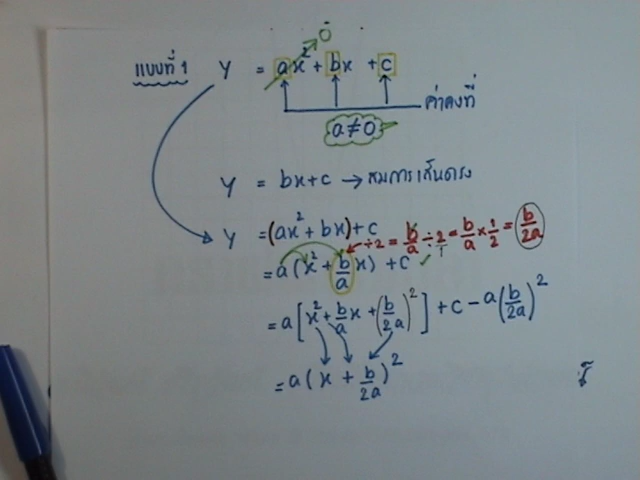 0
แบบที่ 1 y = ax² + bx + c
ค่าคงที่
a ≠ 0
y = bx + c → สมการเส้นตรง
y = (ax² + bx) + c
÷2 = b/a ÷ 2/1 = b/a × 1/2 = b/2a
= a(x² + b/a x) + c ✓
= a[x² + b/a x + (b/2a)²] + c - a(b/2a)²
= a(x + b/2a)²